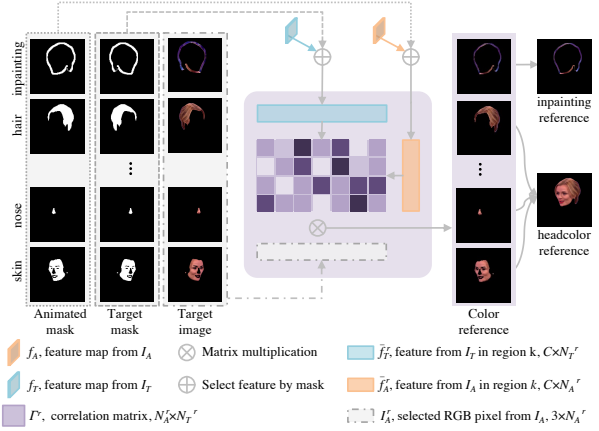 inpainting
hair
nose
skin
Animated mask
Target mask
Target image
Color reference
inpainting reference
headcolor reference
f_A, feature map from I_A
Matrix multiplication
f̄_T^r, feature from I_T in region k, C×N_T^r
f_T, feature map from I_T
Select feature by mask
f̄_A^r, feature from I_A in region k, C×N_A^r
Γ^r, correlation matrix, N_A^r×N_T^r
I_A^r, selected RGB pixel from I_A, 3×N_A^r